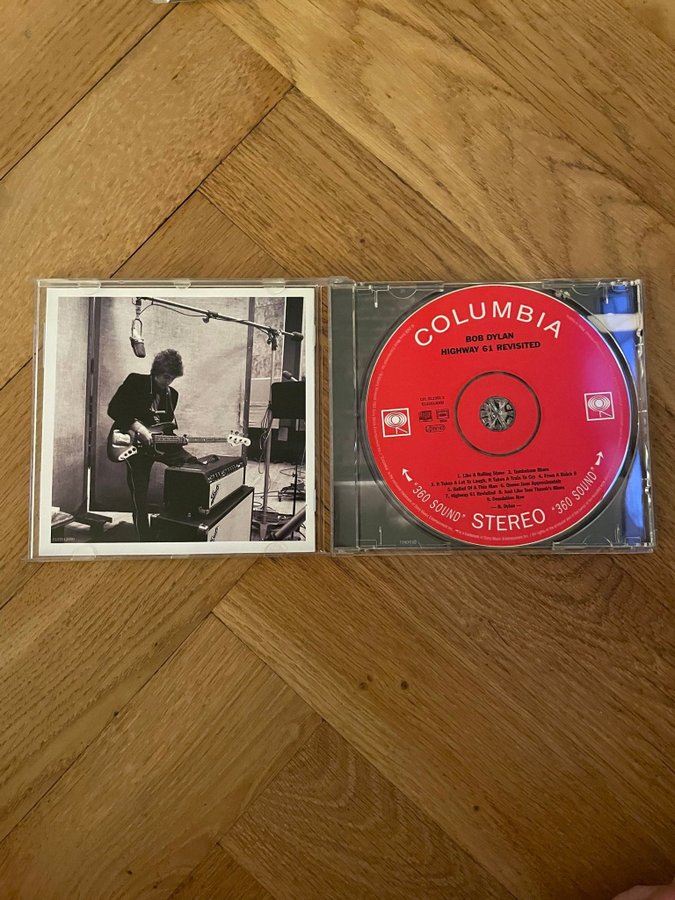 COLUMBIA
BOB DYLAN
HIGHWAY 61 REVISITED
1. Like A Rolling Stone 2. Tombstone Blues
3. It Takes A Lot To Laugh, It Takes A Train To Cry 4. From A Buick 6
5. Ballad Of A Thin Man 6. Queen Jane Approximately
7. Highway 61 Revisited 8. Just Like Tom Thumb's Blues
9. Desolation Row
— B. Dylan —
"360 SOUND" STEREO "360 SOUND"